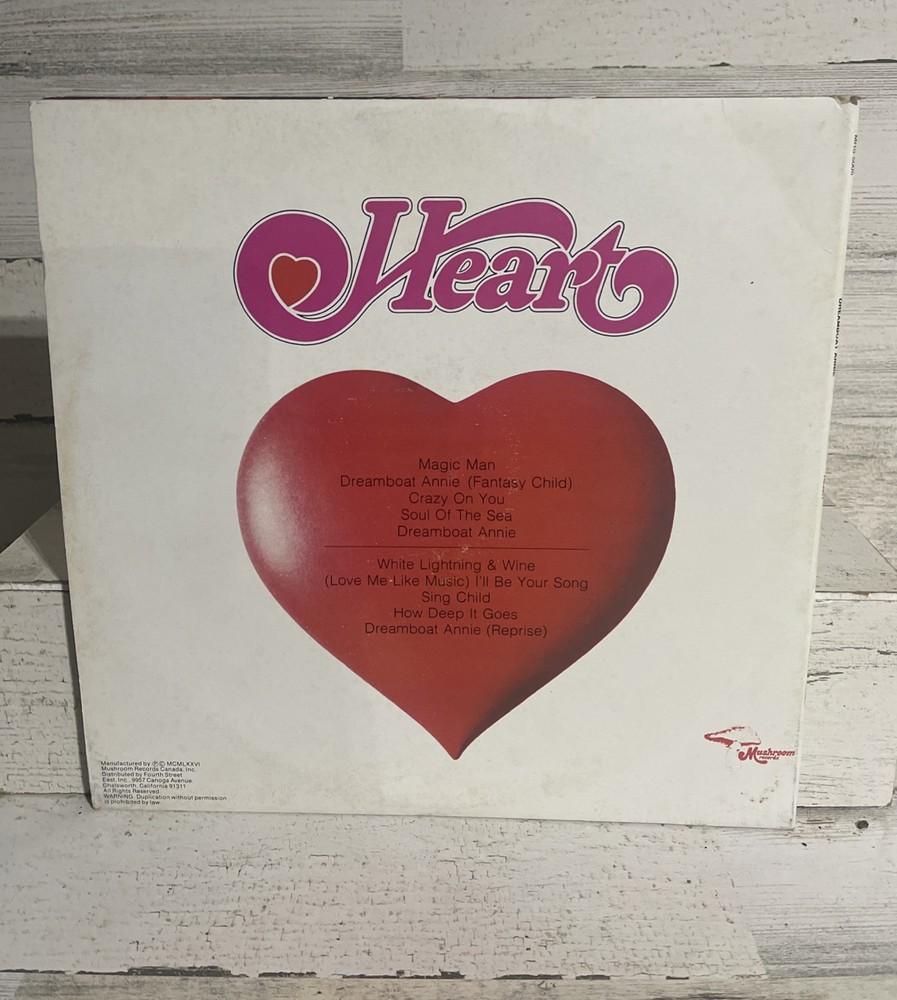 Heart
Magic Man
Dreamboat Annie (Fantasy Child)
Crazy On You
Soul Of The Sea
Dreamboat Annie
White Lightning & Wine
(Love Me Like Music) I'll Be Your Song
Sing Child
How Deep It Goes
Dreamboat Annie (Reprise)
Manufactured by ℗© MCMLXXVI
Mushroom Records Canada, Inc.
Distributed by Fourth Street
East, Inc., 9957 Canoga Avenue,
Chatsworth, California 91311
All Rights Reserved
WARNING: Duplication without permission
is prohibited by law.
Mushroom
records
DREAMBOAT ANNIE